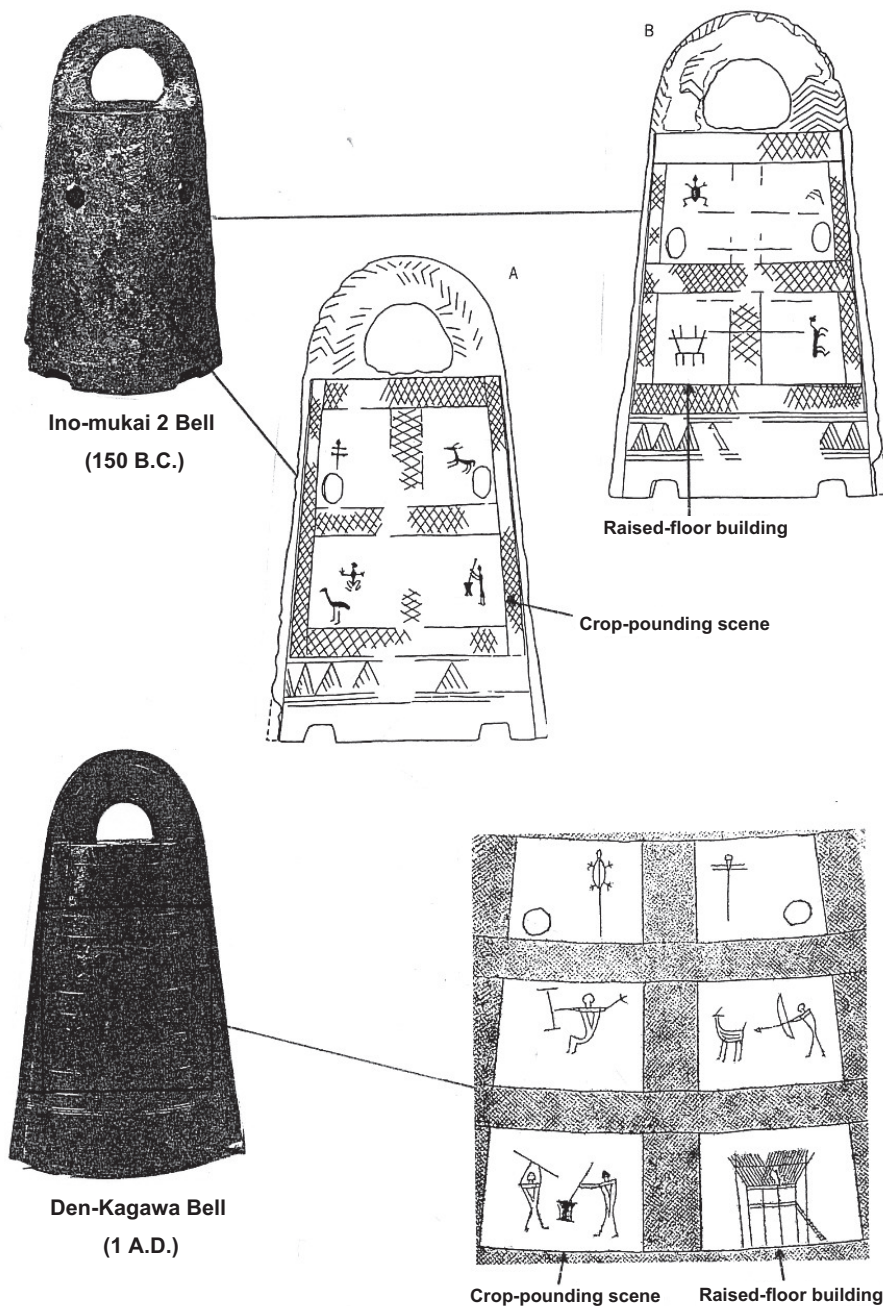 B
A
Ino-mukai 2 Bell
(150 B.C.)
Raised-floor building
Crop-pounding scene
Den-Kagawa Bell
(1 A.D.)
Crop-pounding scene
Raised-floor building